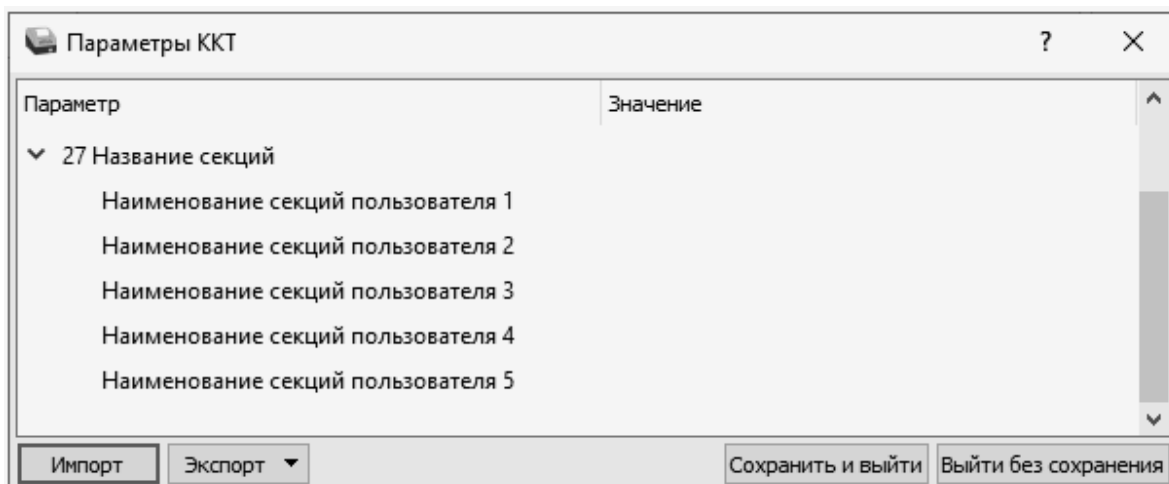 Параметры ККТ ?
Параметр Значение
27 Название секций
Наименование секций пользователя 1
Наименование секций пользователя 2
Наименование секций пользователя 3
Наименование секций пользователя 4
Наименование секций пользователя 5
Импорт Экспорт Сохранить и выйти Выйти без сохранения